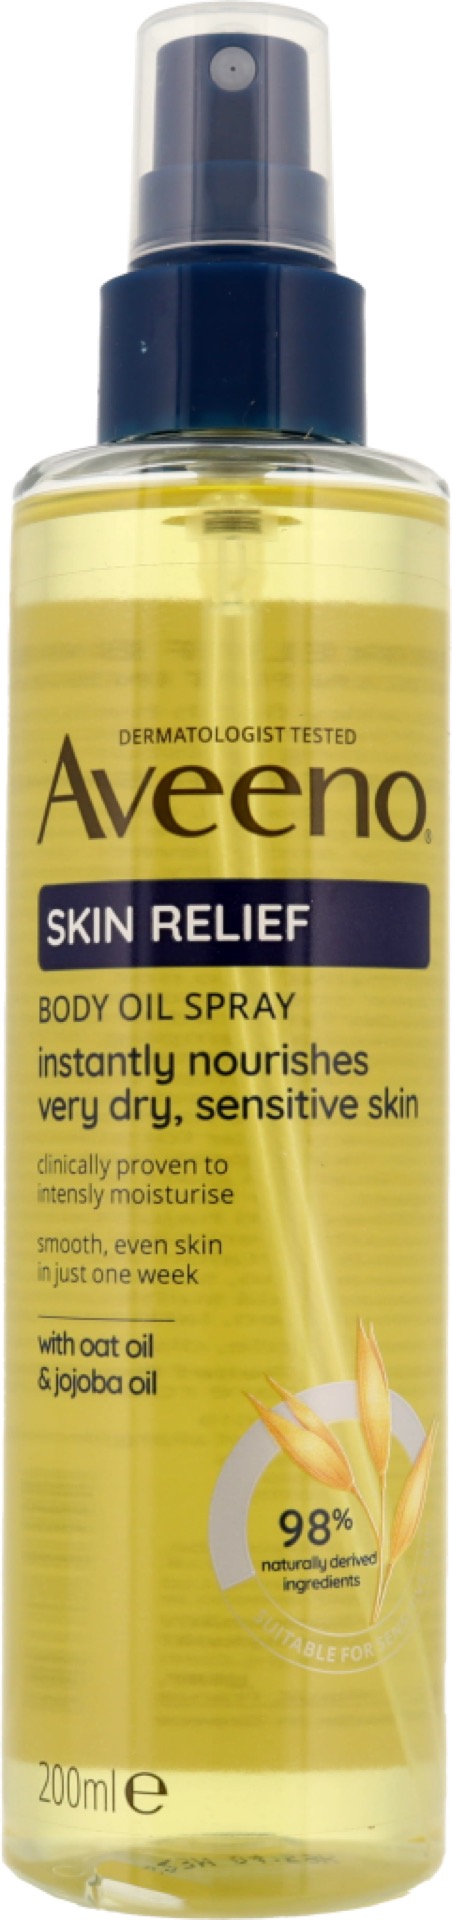 DERMATOLOGIST TESTED
Aveeno®
SKIN RELIEF
BODY OIL SPRAY
instantly nourishes
very dry, sensitive skin
clinically proven to
intensly moisturise
smooth, even skin
in just one week
with oat oil
& jojoba oil
98%
naturally derived
ingredients
SUITABLE FOR
200ml e